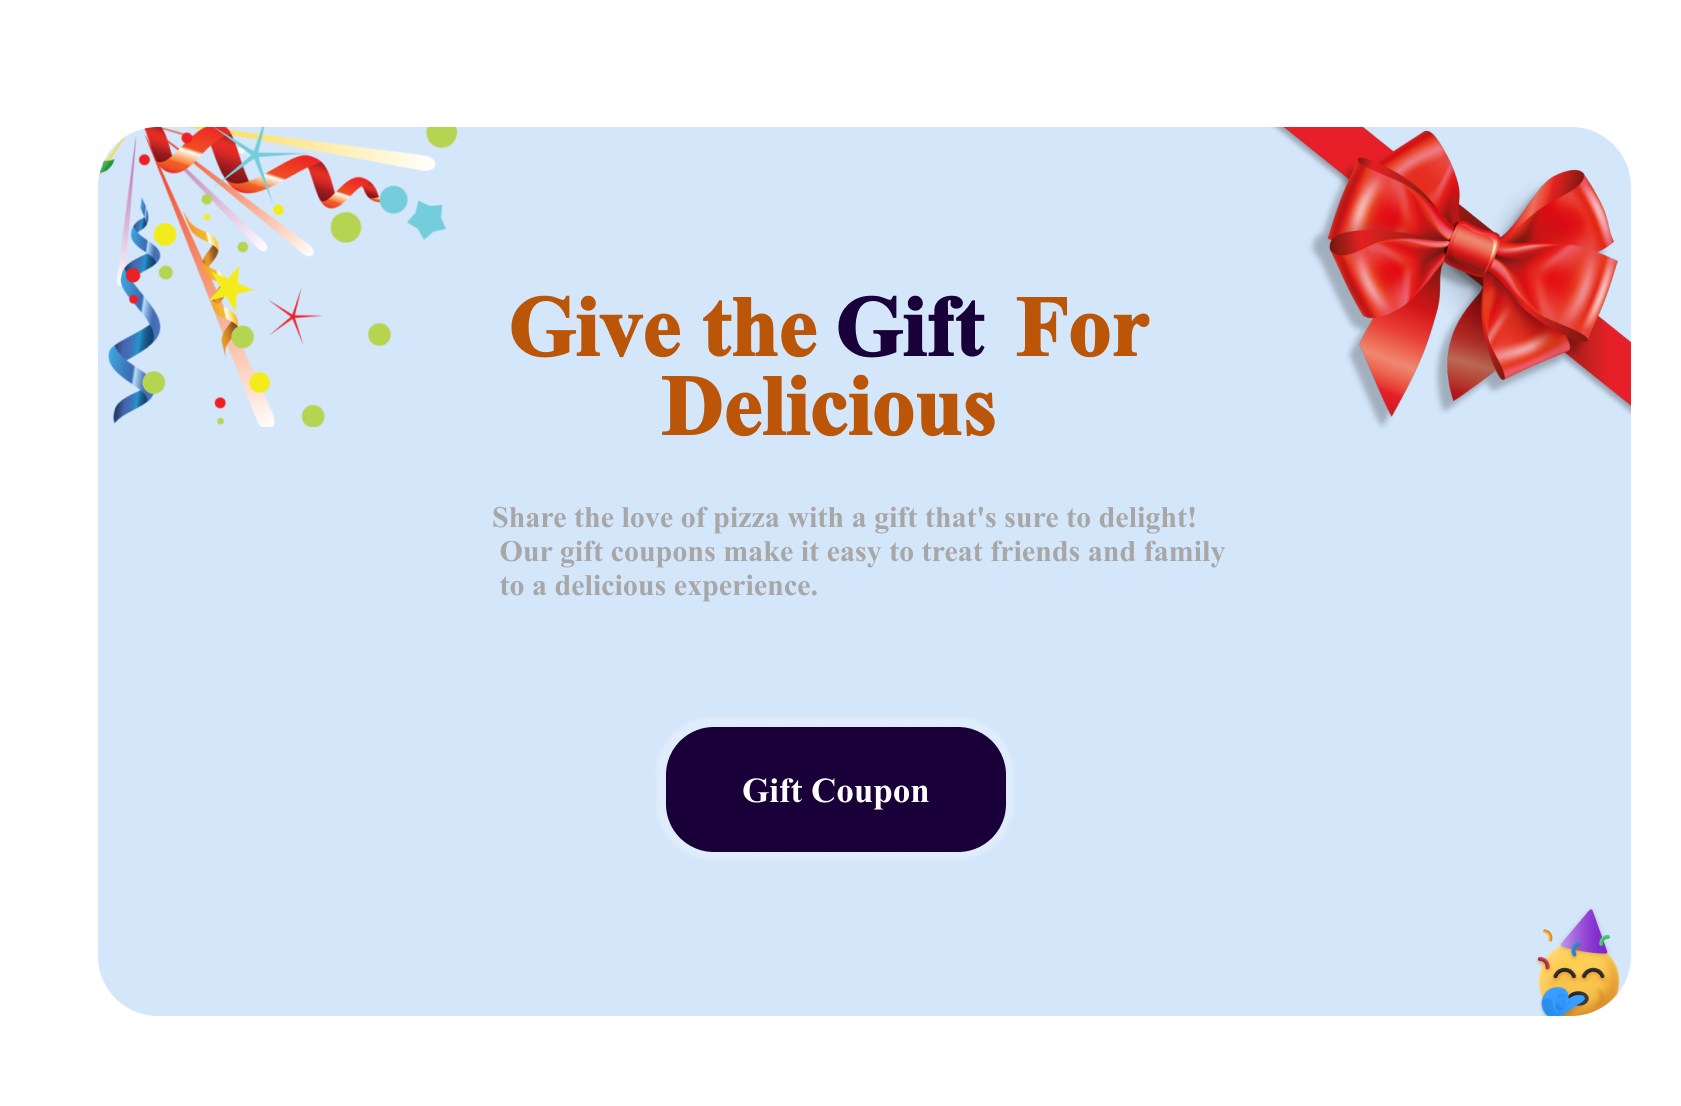 Give the Gift For
Delicious
Share the love of pizza with a gift that's sure to delight!
Our gift coupons make it easy to treat friends and family
to a delicious experience.
Gift Coupon